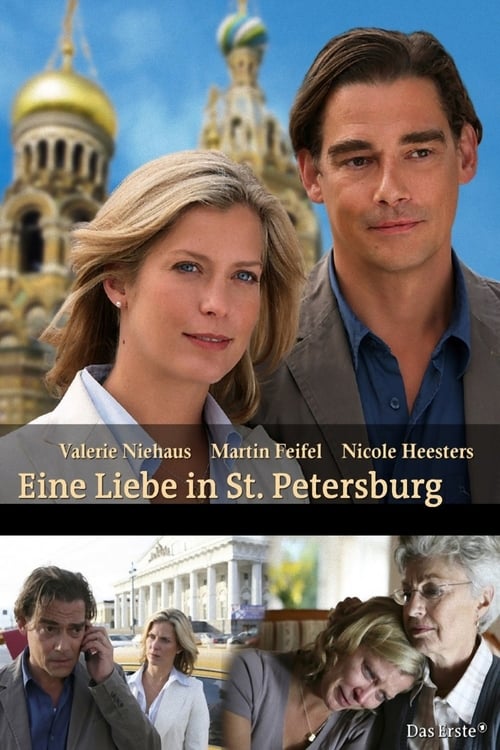 Valerie Niehaus Martin Feifel Nicole Heesters
Eine Liebe in St. Petersburg
Das Erste